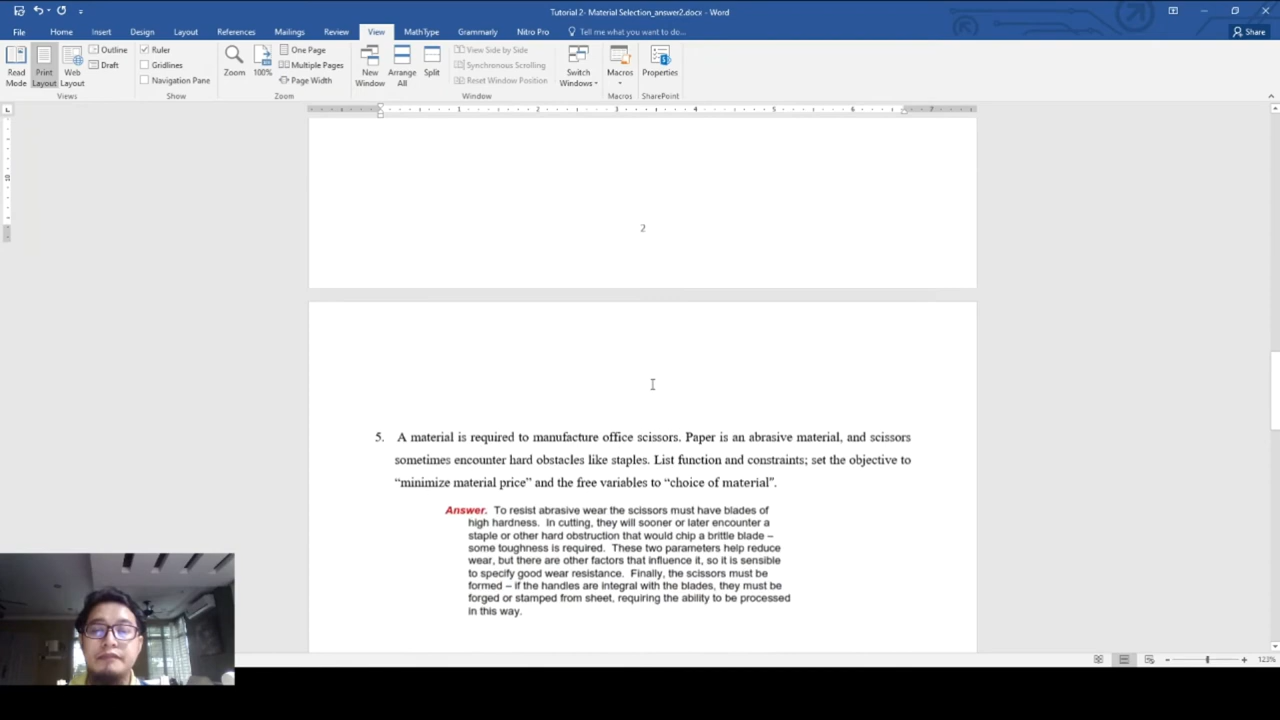 Tutorial 2- Material Selection_answer2.docx - Word
File Home Insert Design Layout References Mailings Review View MathType Grammarly Nitro Pro Tell me what you want to do... Share
Read Mode
Print Layout
Web Layout
Outline
Draft
Views
Ruler
Gridlines
Navigation Pane
Show
Zoom
100%
One Page
Multiple Pages
Page Width
Zoom
New Window
Arrange All
Split
View Side by Side
Synchronous Scrolling
Reset Window Position
Window
Switch Windows
Macros
Macros
Properties
SharePoint
1 2 3 4 5 6 7
2
5. A material is required to manufacture office scissors. Paper is an abrasive material, and scissors
sometimes encounter hard obstacles like staples. List function and constraints; set the objective to
“minimize material price” and the free variables to “choice of material”.
Answer. To resist abrasive wear the scissors must have blades of
high hardness. In cutting, they will sooner or later encounter a
staple or other hard obstruction that would chip a brittle blade –
some toughness is required. These two parameters help reduce
wear, but there are other factors that influence it, so it is sensible
to specify good wear resistance. Finally, the scissors must be
formed – if the handles are integral with the blades, they must be
forged or stamped from sheet, requiring the ability to be processed
in this way.
123%